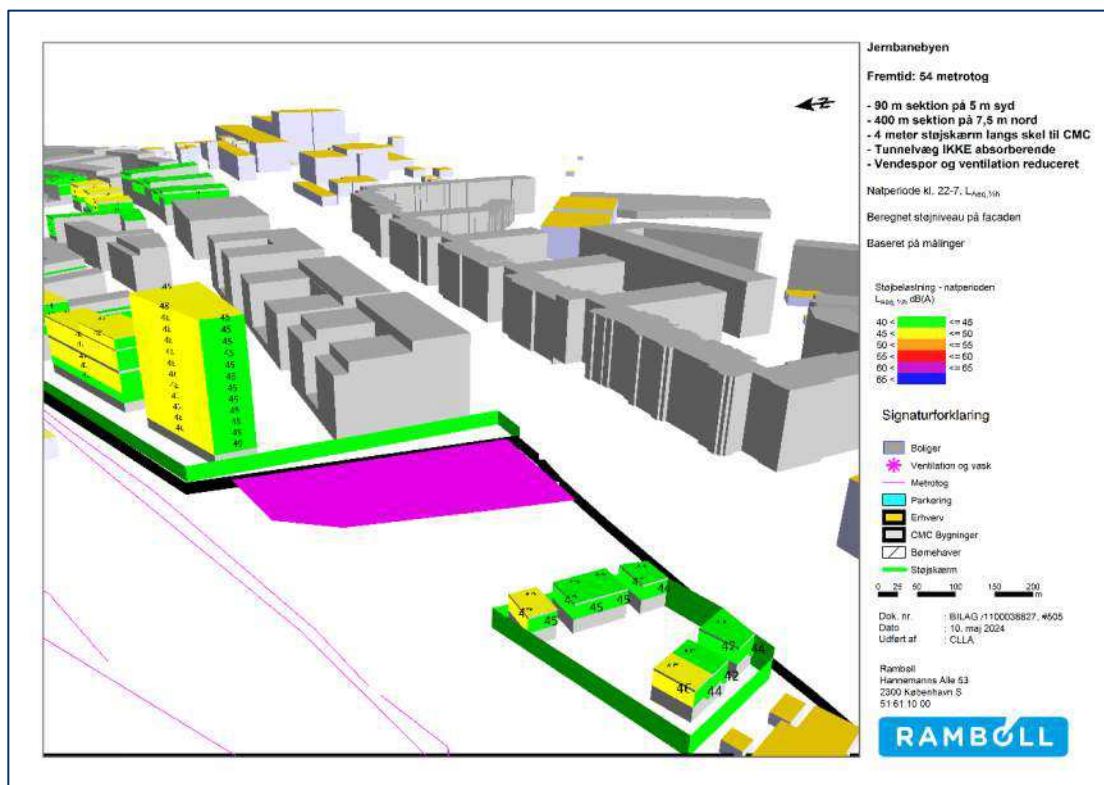 Jernbanebyen
Fremtid: 54 metrotog
- 90 m sektion på 5 m syd
- 400 m sektion på 7,5 m nord
- 4 meter støjskærm langs skel til CMC
- Tunnelvæg IKKE absorberende
- Vendespor og ventilation reduceret
Natperiode kl. 22-7, LAeq,½h
Beregnet støjniveau på facaden
Baseret på målinger
Støjbelastning - natperioden
LAeq, ½h dB(A)
40 < <= 45
45 < <= 50
50 < <= 55
55 < <= 60
60 < <= 65
65 <
Signaturforklaring
Boliger
Ventilation og vask
Metrotog
Parkering
Erhverv
CMC Bygninger
Børnehaver
Støjskærm
0 25 50 100 150 200
m
Dok. nr. : BILAG /1100038827, #505
Dato : 10. maj 2024
Udført af : CLLA
Rambøll
Hannemanns Alle 53
2300 København S
51 61 10 00
RAMBOLL
Z
45
45
45
45
45
45
45
45
45
45
45
45
44
42
44
42
44